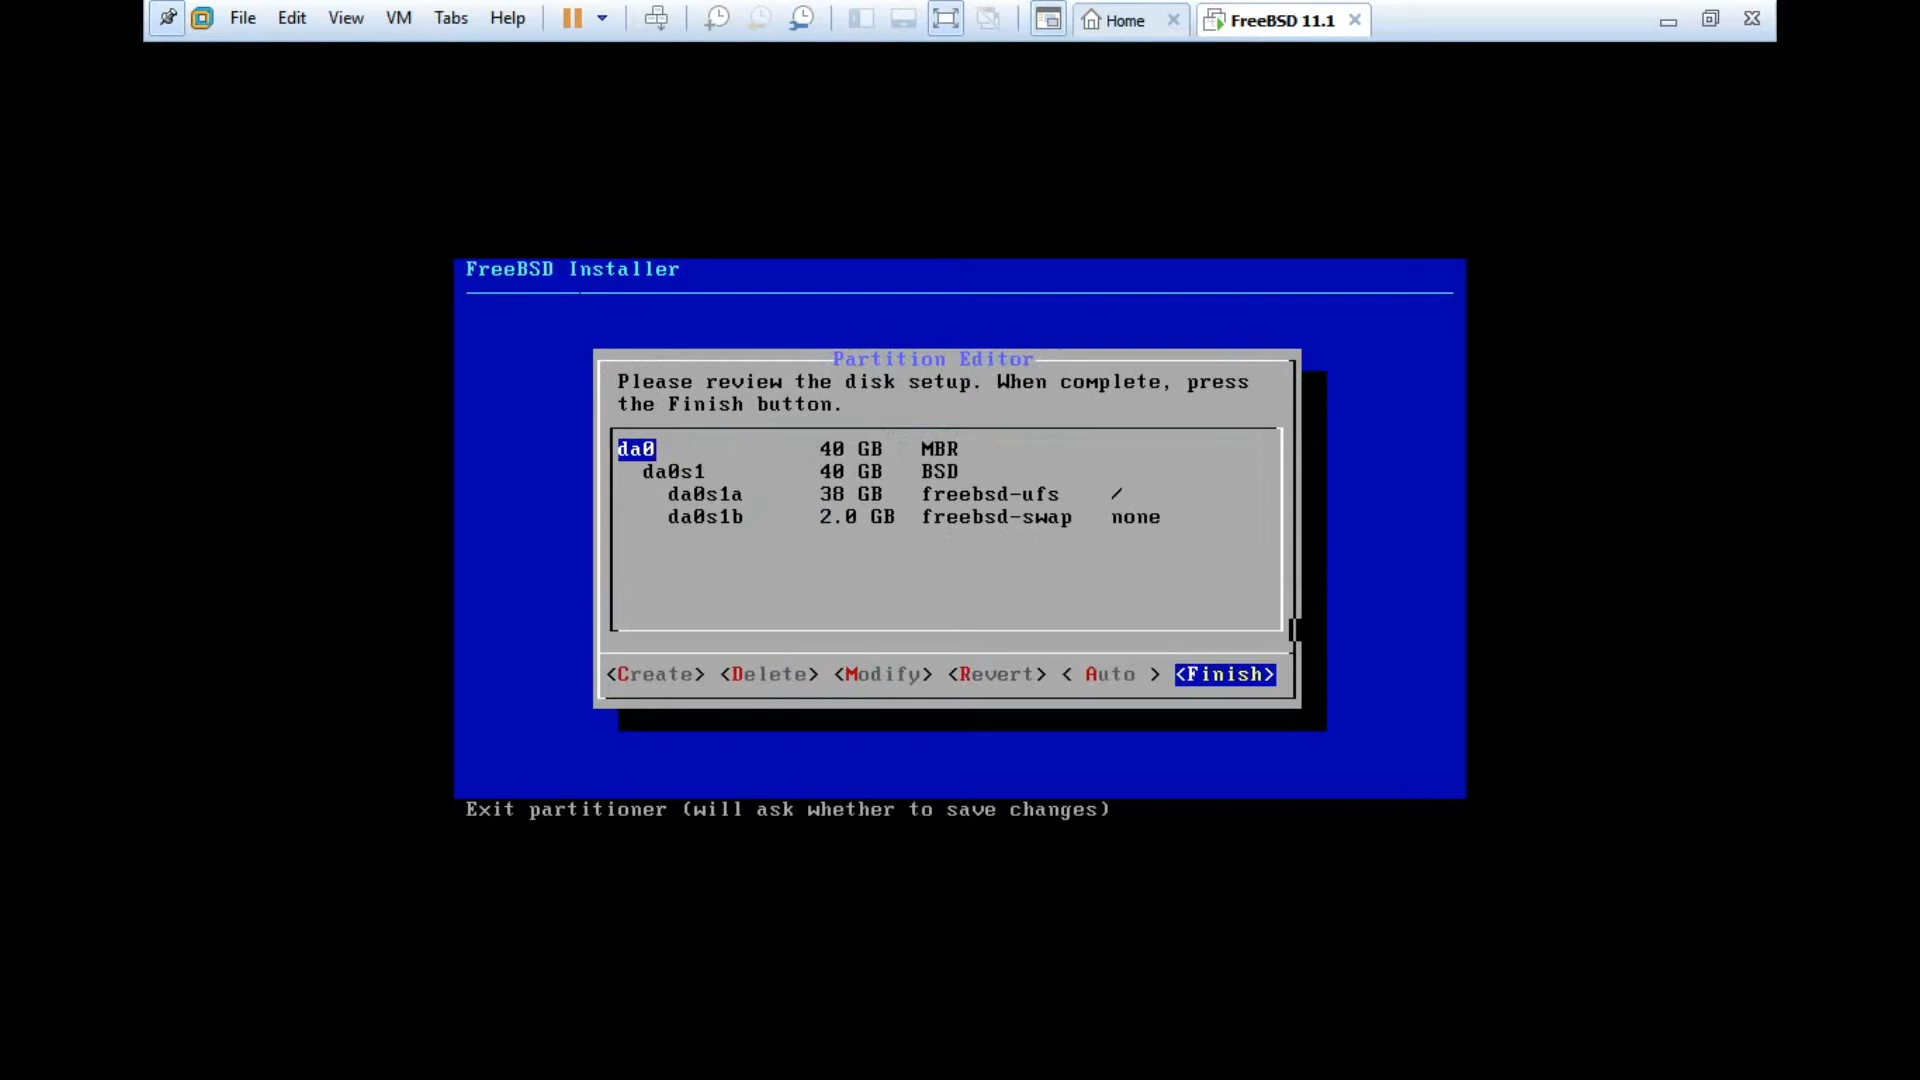 File Edit View VM Tabs Help Home FreeBSD 11.1
FreeBSD Installer
Partition Editor
Please review the disk setup. When complete, press
the Finish button.
da0 40 GB MBR
da0s1 40 GB BSD
da0s1a 38 GB freebsd-ufs /
da0s1b 2.0 GB freebsd-swap none
<Create> <Delete> <Modify> <Revert> < Auto > <Finish>
Exit partitioner (will ask whether to save changes)